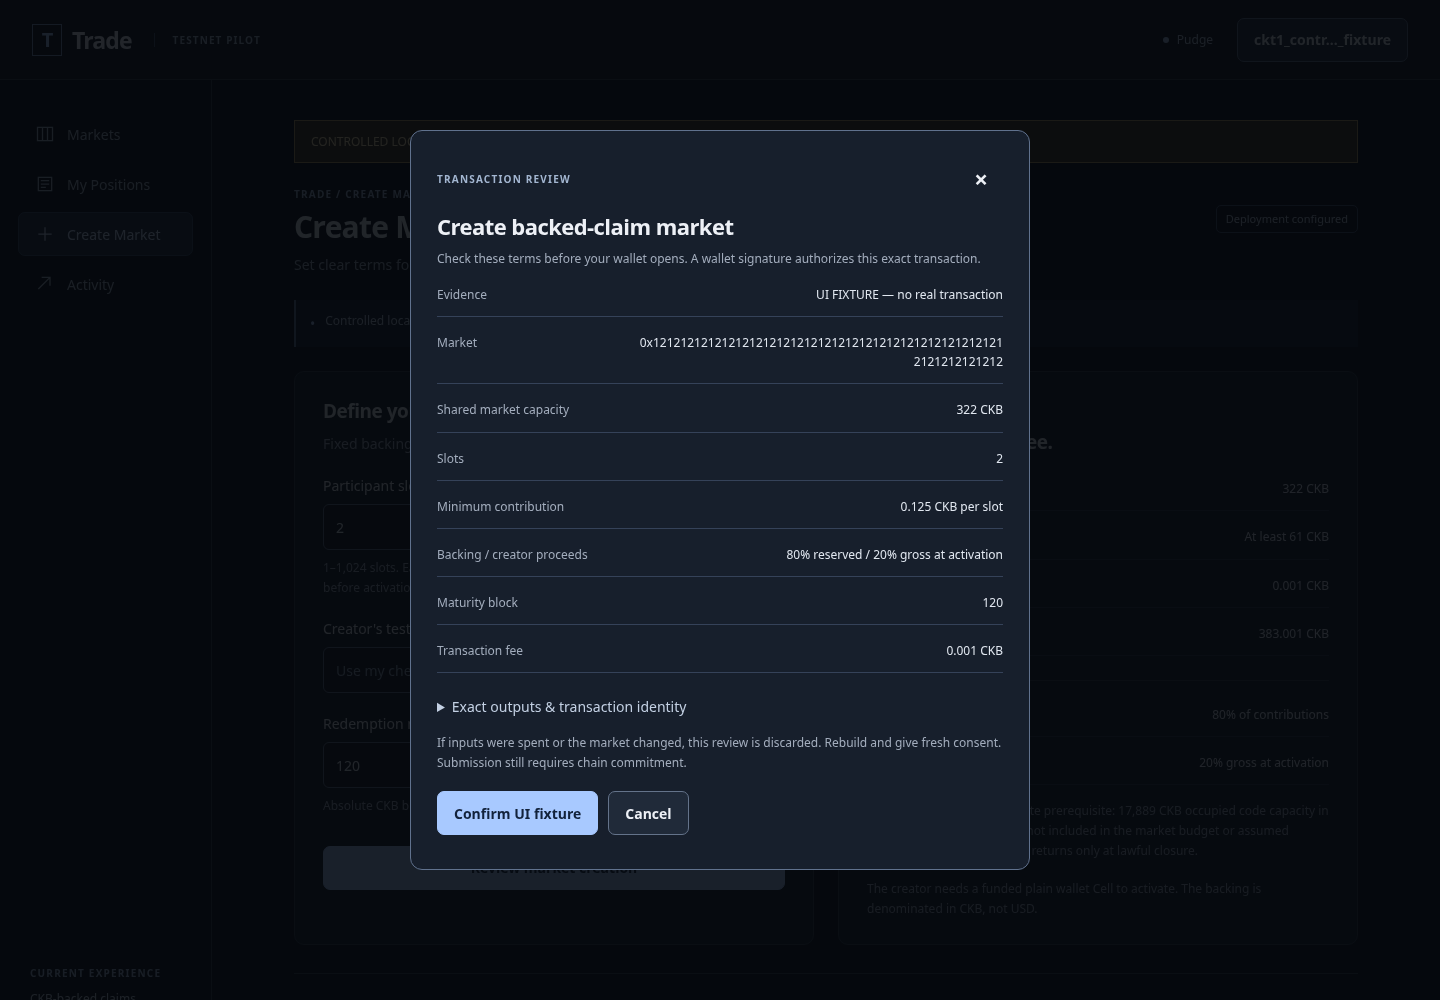 T Trade
TESTNET PILOT
Pudge
ckt1_contr…_fixture
Markets
My Positions
Create Market
Activity
CURRENT EXPERIENCE
CKB-backed claims
CONTROLLED LOC
TRADE / CREATE MA
Create M
Set clear terms fo
Deployment configured
Controlled loca
Define yo
Fixed backing
Participant slo
2
1–1,024 slots. E
before activatio
Creator's test
Use my che
Redemption m
120
Absolute CKB b
Review market creation
ee.
322 CKB
At least 61 CKB
0.001 CKB
383.001 CKB
80% of contributions
20% gross at activation
te prerequisite: 17,889 CKB occupied code capacity in
not included in the market budget or assumed
returns only at lawful closure.
The creator needs a funded plain wallet Cell to activate. The backing is
denominated in CKB, not USD.
TRANSACTION REVIEW
×
Create backed-claim market
Check these terms before your wallet opens. A wallet signature authorizes this exact transaction.
Evidence
UI FIXTURE — no real transaction
Market
0x1212121212121212121212121212121212121212121212121212
2121212121212
Shared market capacity
322 CKB
Slots
2
Minimum contribution
0.125 CKB per slot
Backing / creator proceeds
80% reserved / 20% gross at activation
Maturity block
120
Transaction fee
0.001 CKB
Exact outputs & transaction identity
If inputs were spent or the market changed, this review is discarded. Rebuild and give fresh consent.
Submission still requires chain commitment.
Confirm UI fixture
Cancel